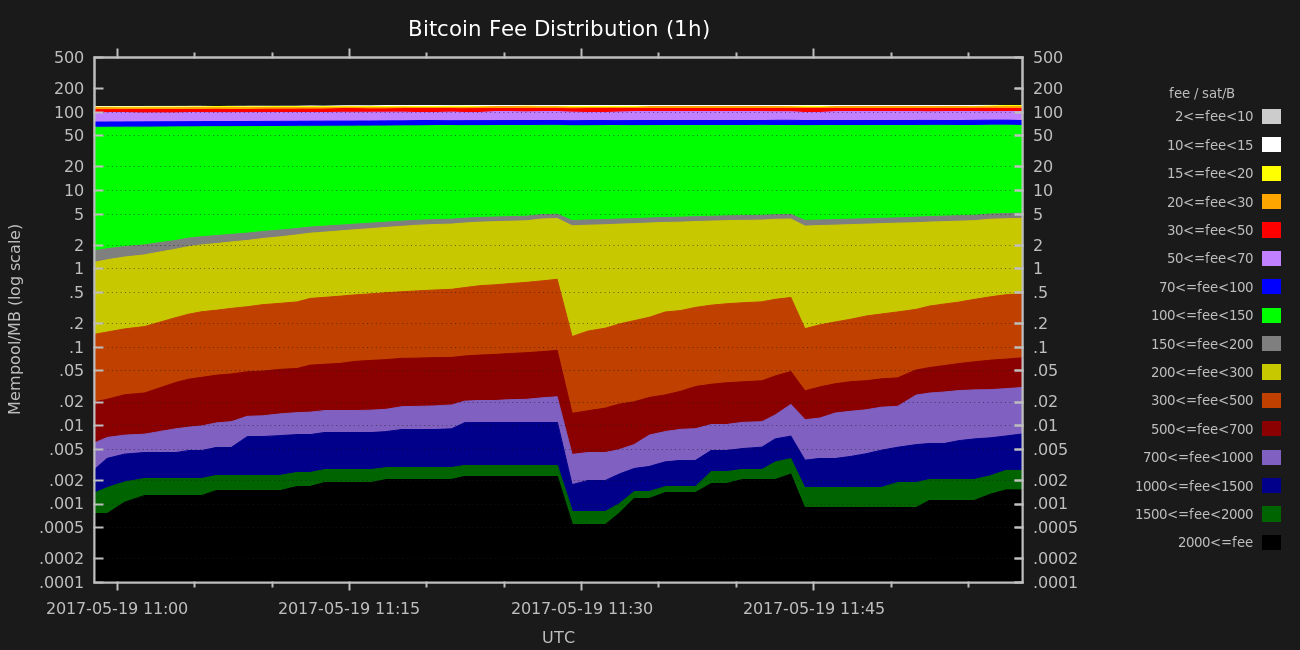 Bitcoin Fee Distribution (1h)
500
200
100
50
20
10
5
2
1
.5
.2
.1
.05
.02
.01
.005
.002
.001
.0005
.0002
.0001
Mempool/MB (log scale)
500
200
100
50
20
10
5
2
1
.5
.2
.1
.05
.02
.01
.005
.002
.001
.0005
.0002
.0001
2017-05-19 11:00
2017-05-19 11:15
2017-05-19 11:30
2017-05-19 11:45
UTC
fee / sat/B
2<=fee<10
10<=fee<15
15<=fee<20
20<=fee<30
30<=fee<50
50<=fee<70
70<=fee<100
100<=fee<150
150<=fee<200
200<=fee<300
300<=fee<500
500<=fee<700
700<=fee<1000
1000<=fee<1500
1500<=fee<2000
2000<=fee